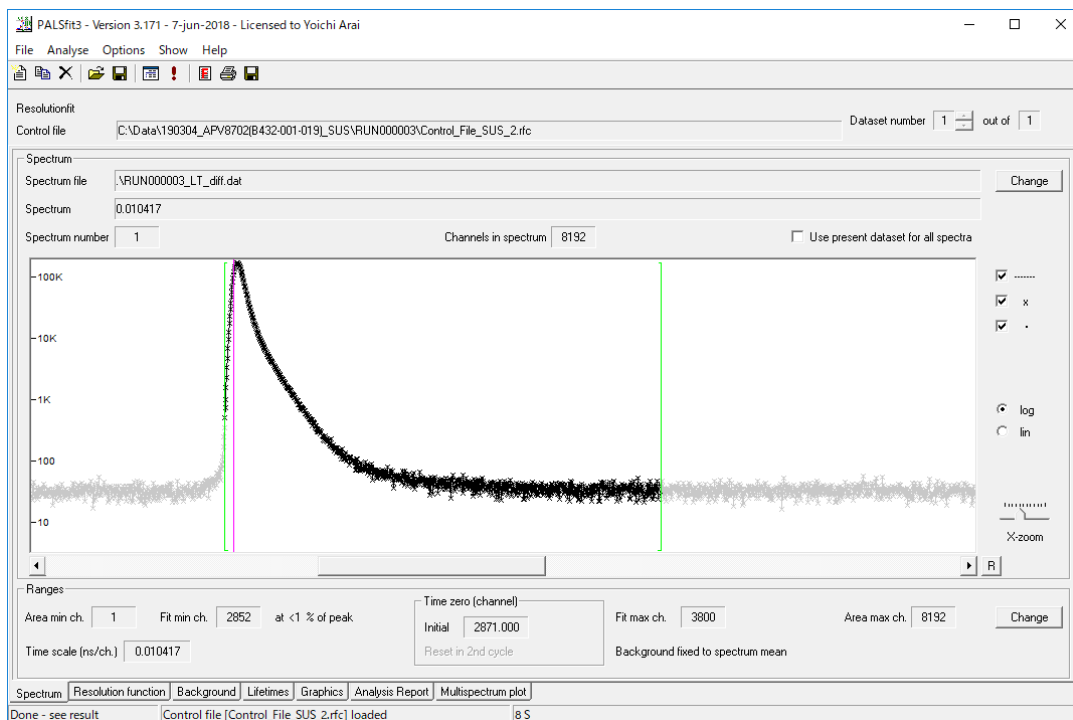 PALSfit3 - Version 3.171 - 7-jun-2018 - Licensed to Yoichi Arai
File Analyse Options Show Help
Resolutionfit
Control file C:\Data\190304_APV8702(B432-001-019)_SUS\RUN000003\Control_File_SUS_2.rfc Dataset number 1 out of 1
Spectrum
Spectrum file .\RUN000003_LT_diff.dat Change
Spectrum 0.010417
Spectrum number 1 Channels in spectrum 8192 Use present dataset for all spectra
100K
10K
1K
100
10
-------
x
.
log
lin
X-zoom
R
Ranges
Area min ch. 1 Fit min ch. 2852 at <1 % of peak Time zero (channel) Initial 2871.000 Fit max ch. 3800 Area max ch. 8192 Change
Time scale (ns/ch.) 0.010417 Reset in 2nd cycle Background fixed to spectrum mean
Spectrum Resolution function Background Lifetimes Graphics Analysis Report Multispectrum plot
Done - see result Control file [Control_File_SUS_2.rfc] loaded 8 S